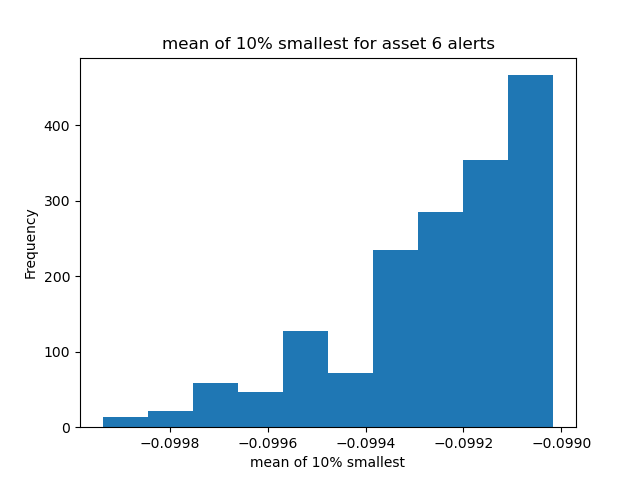 mean of 10% smallest for asset 6 alerts
Frequency
400
300
200
100
0
−0.0998 −0.0996 −0.0994 −0.0992 −0.0990
mean of 10% smallest